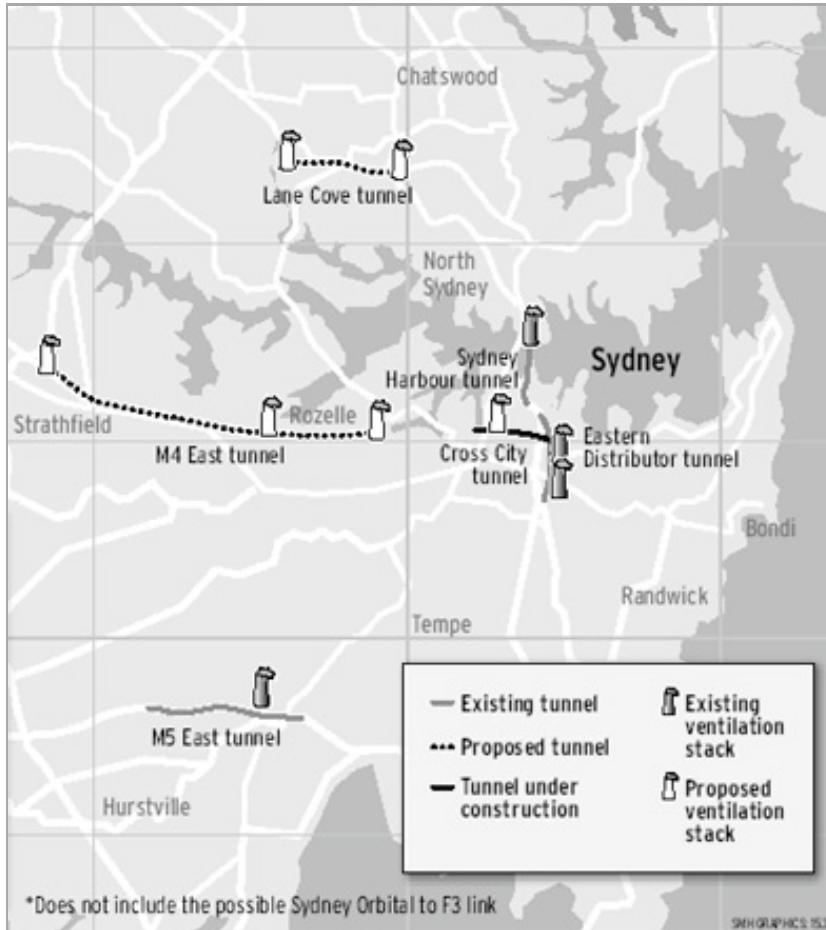 Chatswood
Lane Cove tunnel
North
Sydney
Sydney
Harbour tunnel
Sydney
Strathfield
Rozelle
M4 East tunnel
Cross City
tunnel
Eastern
Distributor tunnel
Bondi
Randwick
Tempe
M5 East tunnel
Hurstville
Existing tunnel
Proposed tunnel
Tunnel under
construction
Existing
ventilation
stack
Proposed
ventilation
stack
*Does not include the possible Sydney Orbital to F3 link
SMH GRAPHICS